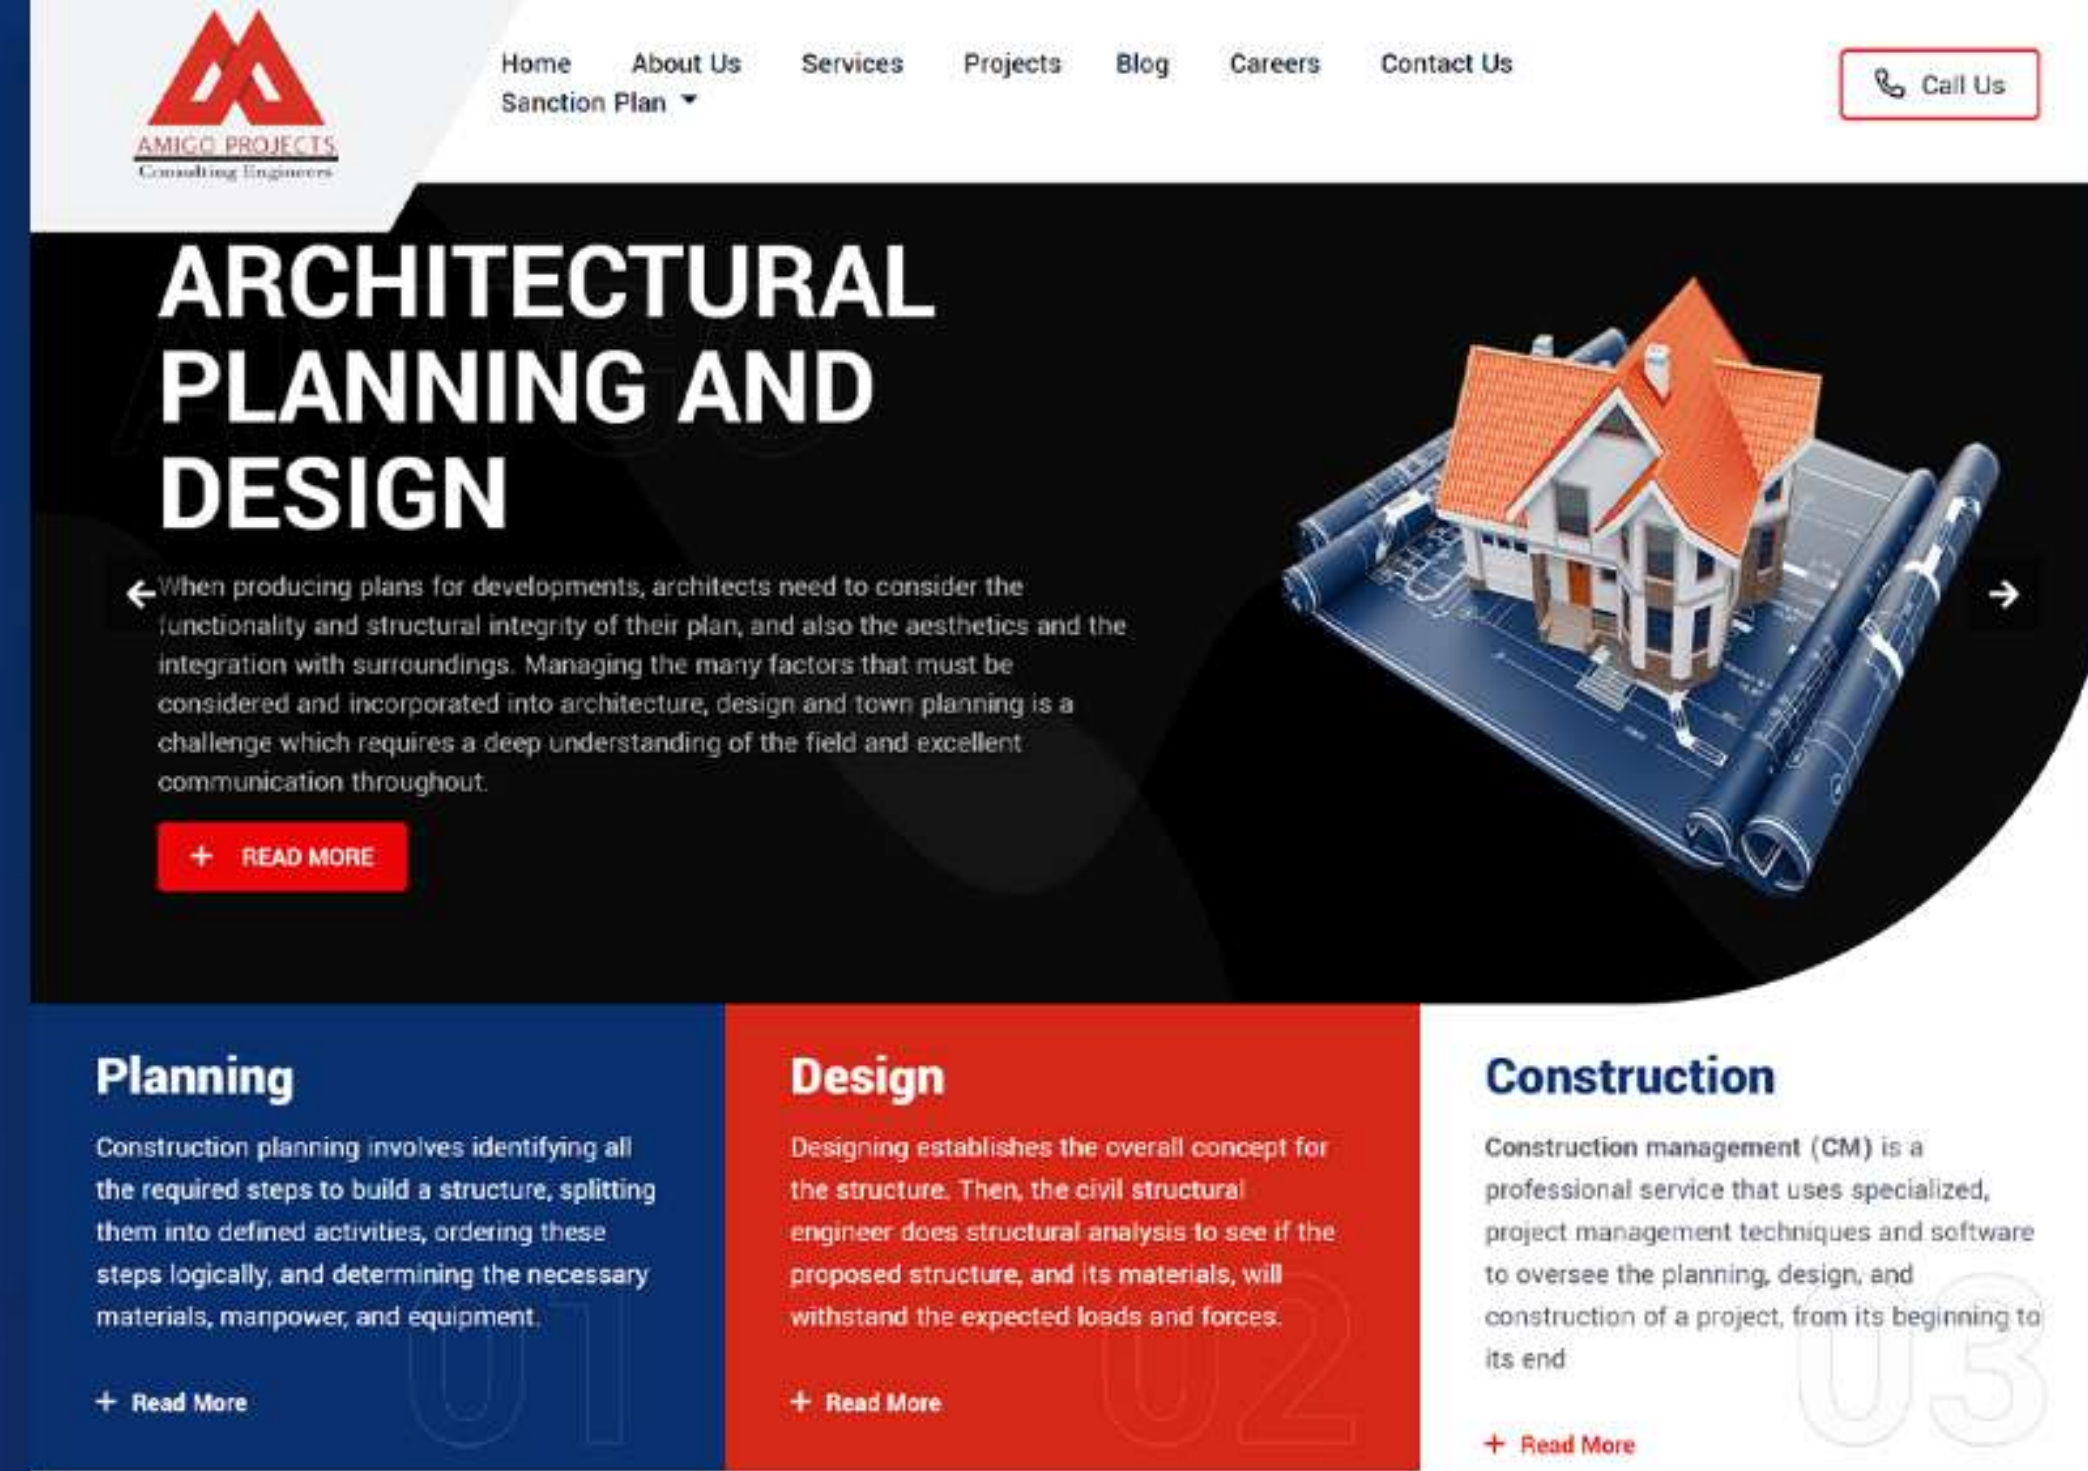 AMIGO PROJECTS
Consulting Engineers
Home About Us Services Projects Blog Careers Contact Us
Sanction Plan
Call Us
ARCHITECTURAL
PLANNING AND
DESIGN
When producing plans for developments, architects need to consider the
functionality and structural integrity of their plan, and also the aesthetics and the
integration with surroundings. Managing the many factors that must be
considered and incorporated into architecture, design and town planning is a
challenge which requires a deep understanding of the field and excellent
communication throughout.
+ READ MORE
Planning
Construction planning involves identifying all
the required steps to build a structure, splitting
them into defined activities, ordering these
steps logically, and determining the necessary
materials, manpower, and equipment.
+ Read More
01
Design
Designing establishes the overall concept for
the structure. Then, the civil structural
engineer does structural analysis to see if the
proposed structure, and its materials, will
withstand the expected loads and forces.
+ Read More
02
Construction
Construction management (CM) is a
professional service that uses specialized,
project management techniques and software
to oversee the planning, design, and
construction of a project, from its beginning to
its end
+ Read More
03